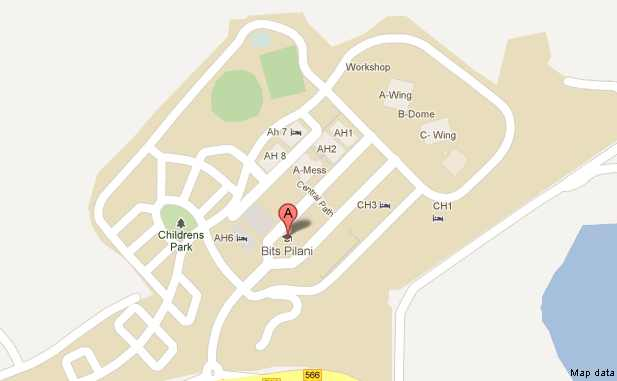 Workshop
A-Wing
B-Dome
C- Wing
Ah 7
AH1
AH2
AH 8
A-Mess
Central Path
CH3
CH1
Childrens
Park
AH6
A
Bits Pilani
566
Map data